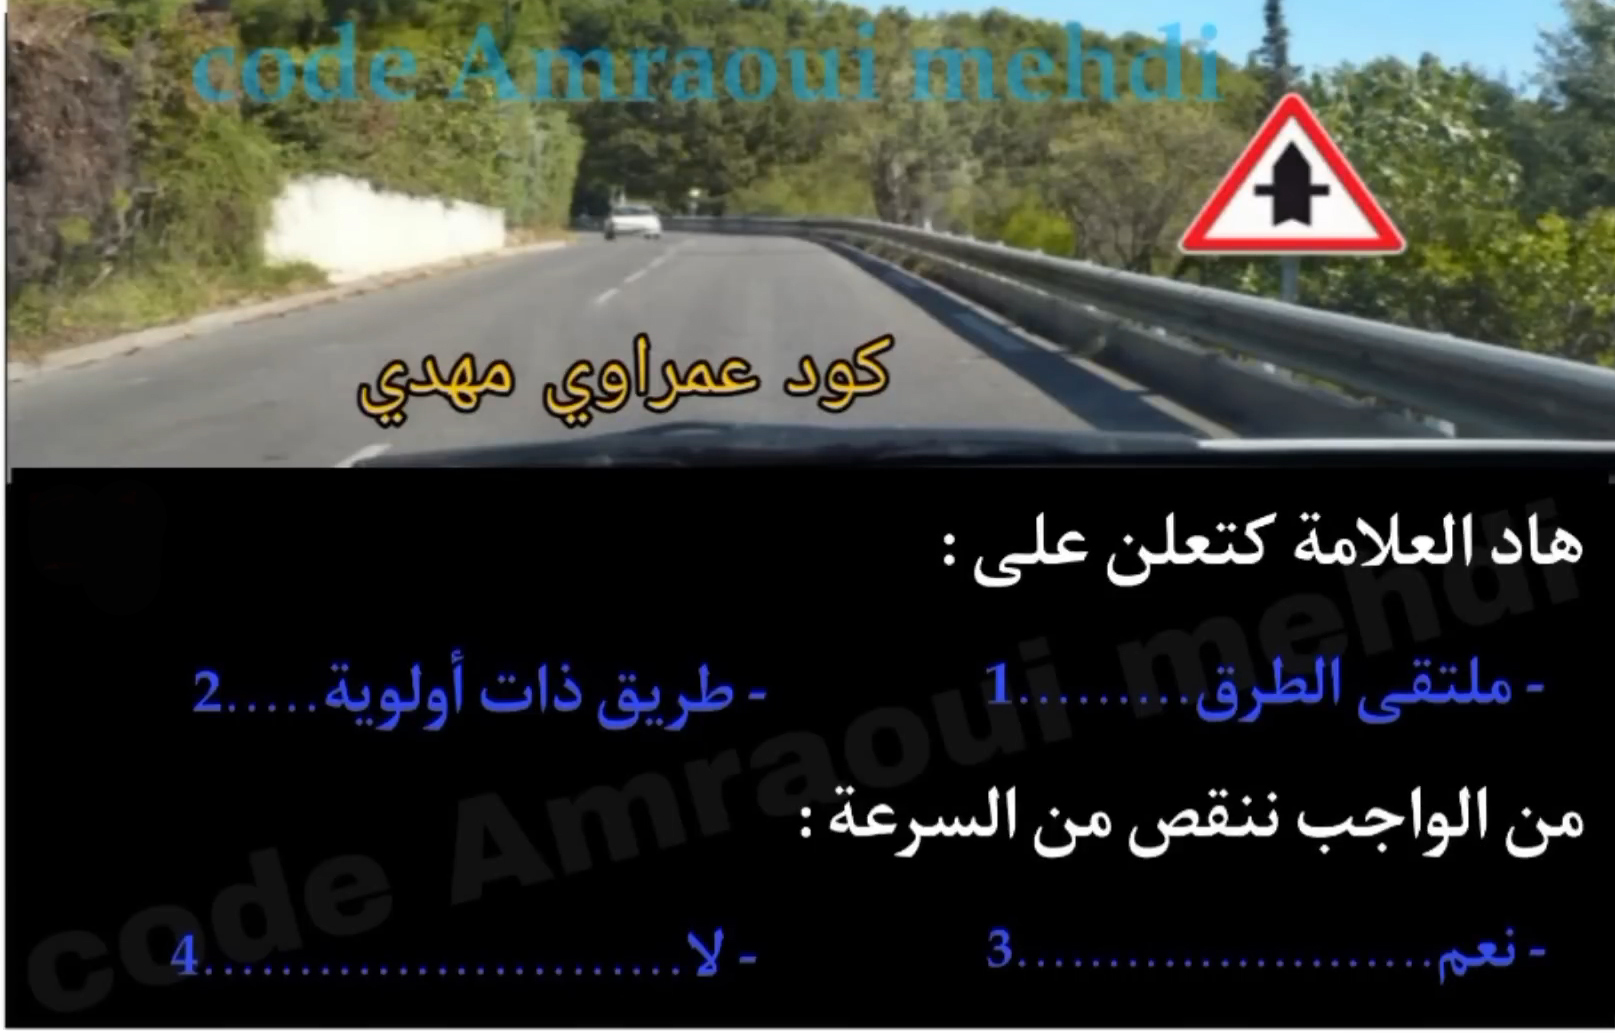 code Amraoui mehdi
كود عمراوي مهدي
هاد العلامة كتعلن على :
- ملتقى الطرق.........1 - طريق ذات أولوية.....2
من الواجب ننقص من السرعة :
- نعم......................3 - لا.........................4
code Amraoui mehdi